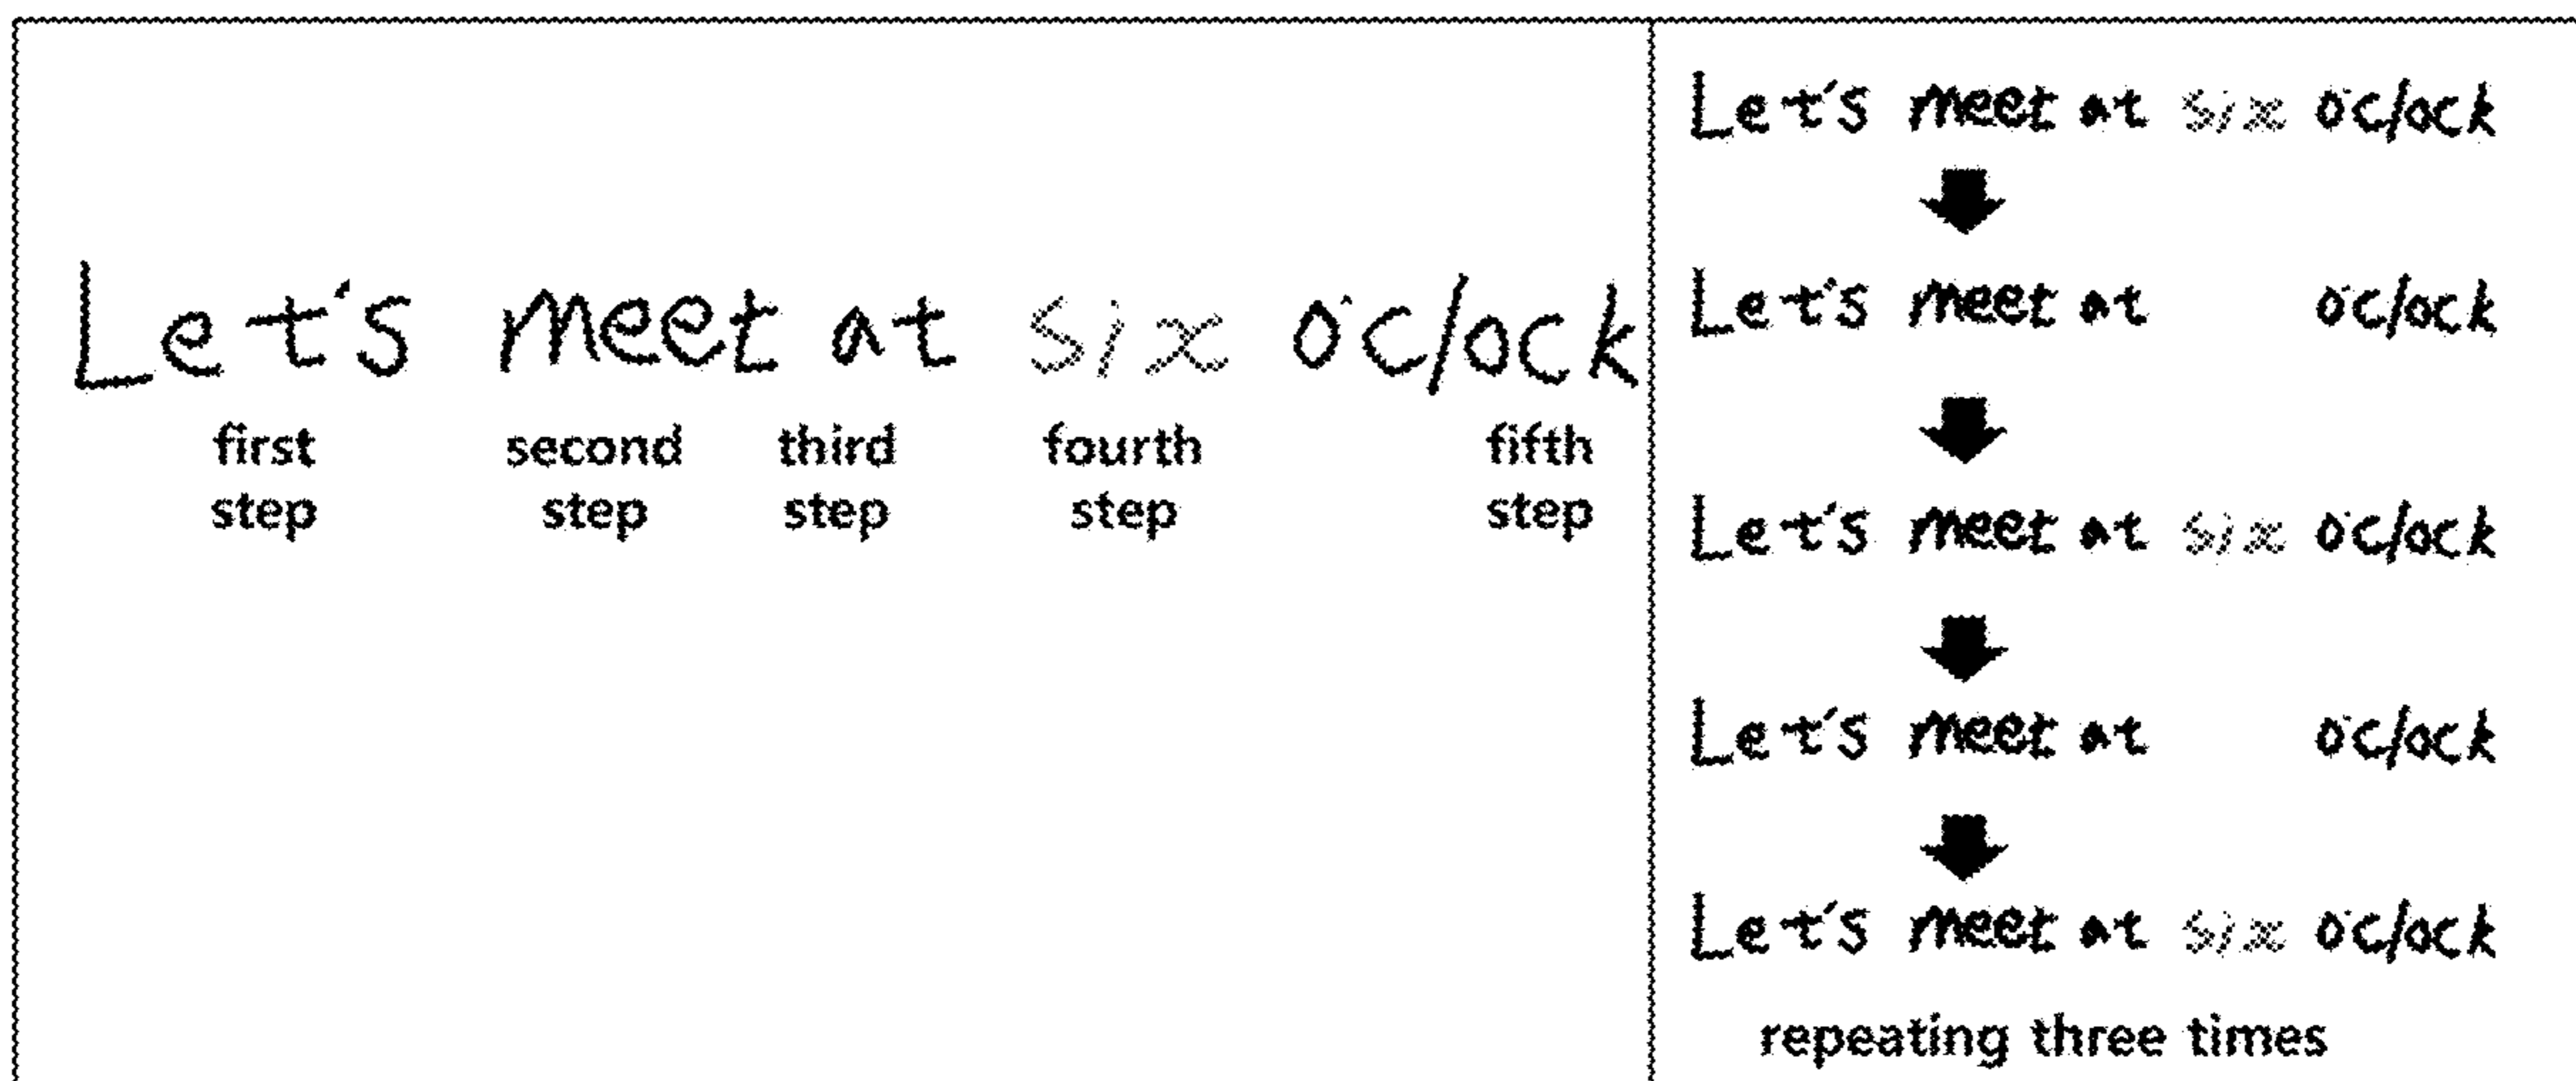 Let's meet at six o'clock
first step
second step
third step
fourth step
fifth step
Let's meet at six o'clock
Let's meet at o'clock
Let's meet at six o'clock
Let's meet at o'clock
Let's meet at six o'clock
repeating three times